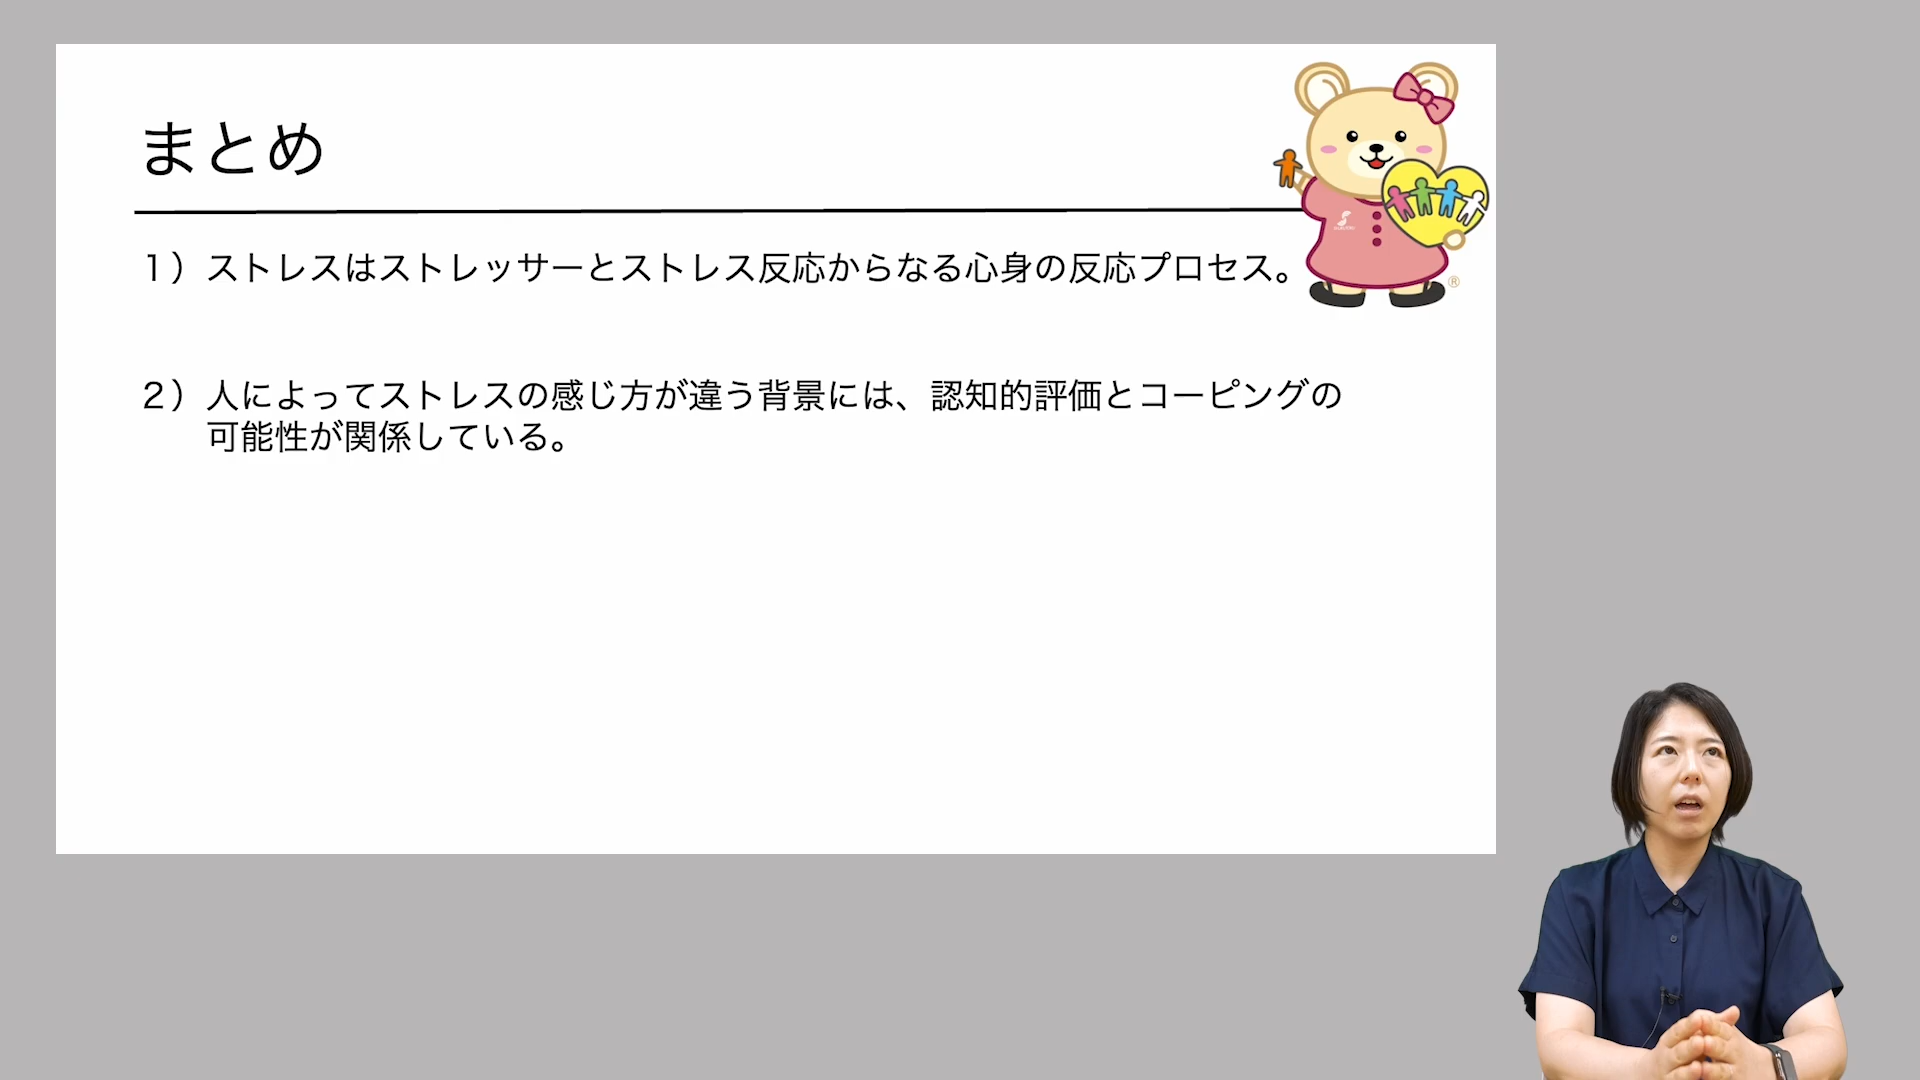 まとめ
１）ストレスはストレッサーとストレス反応からなる心身の反応プロセス。
２）人によってストレスの感じ方が違う背景には、認知的評価とコーピングの
可能性が関係している。
®